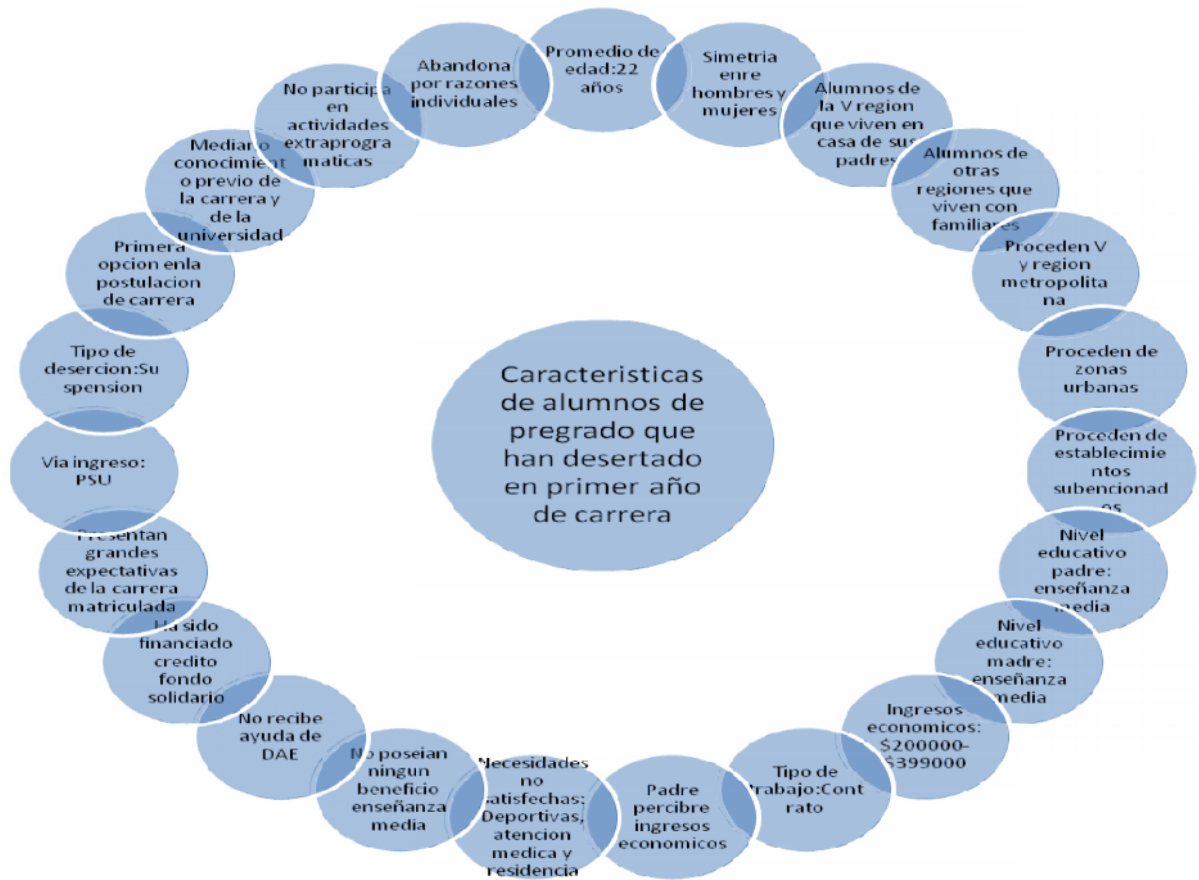 Caracteristicas
de alumnos de
pregrado que
han desertado
en primer año
de carrera
Promedio de
edad:22
años
Simetria
enre
hombres y
mujeres
Alumnos de
la V region
que viven en
casa de sus
padres
Alumnos de
otras
regiones que
viven con
familiares
Proceden V
y region
metropolita
na
Proceden de
zonas
urbanas
Proceden de
establecimie
ntos
subencionad
os
Nivel
educativo
padre:
enseñanza
media
Nivel
educativo
madre:
enseñanza
media
Ingresos
economicos:
$200000-
$399000
Tipo de
trabajo:Cont
rato
Padre
percibre
ingresos
economicos
Necesidades
no
satisfechas:
Deportivas,
atencion
medica y
residencia
No poseian
ningun
beneficio
enseñanza
media
No recibe
ayuda de
DAE
Ha sido
financiado
credito
fondo
solidario
Presentan
grandes
expectativas
de la carrera
matriculada
Via ingreso:
PSU
Tipo de
desercion:Su
spension
Primera
opcion enla
postulacion
de carrera
Mediano
conocimient
o previo de
la carrera y
de la
universidad
No participa
en
actividades
extraprogra
maticas
Abandona
por razones
individuales